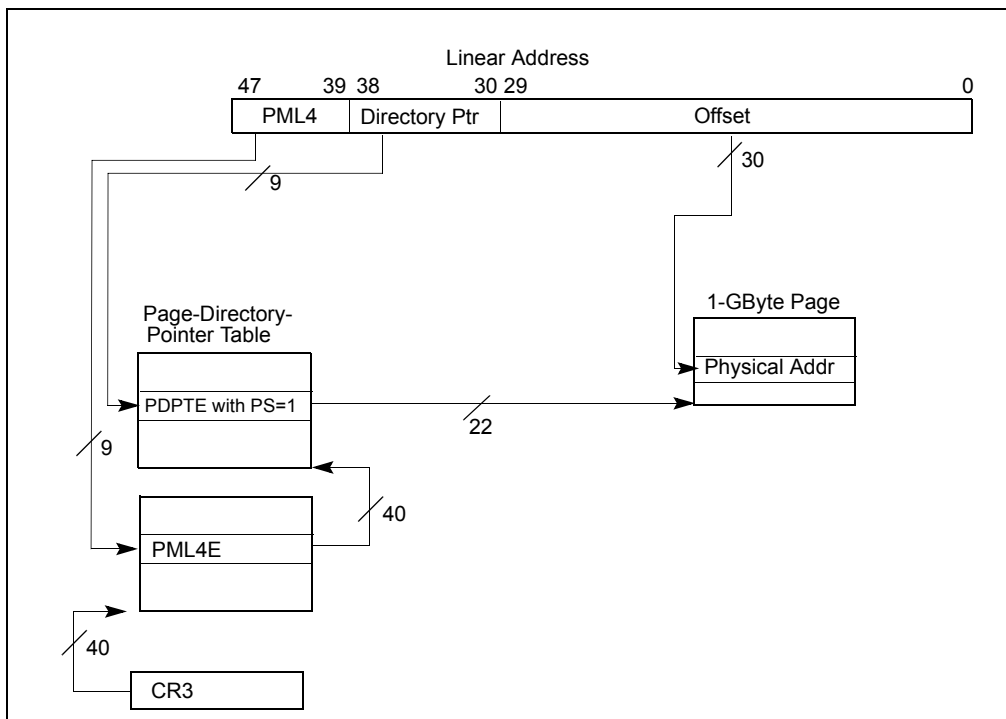 Linear Address
47 39 38 30 29 0
PML4 Directory Ptr Offset
9 30
Page-Directory-
Pointer Table
1-GByte Page
Physical Addr
PDPTE with PS=1
22
9
40
PML4E
40
CR3